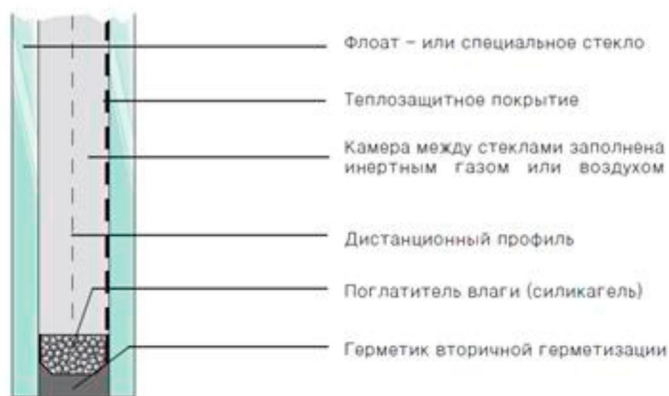 Флоат – или специальное стекло
Теплозащитное покрытие
Камера между стеклами заполнена
инертным газом или воздухом
Дистанционный профиль
Поглатитель влаги (силикагель)
Герметик вторичной герметизации